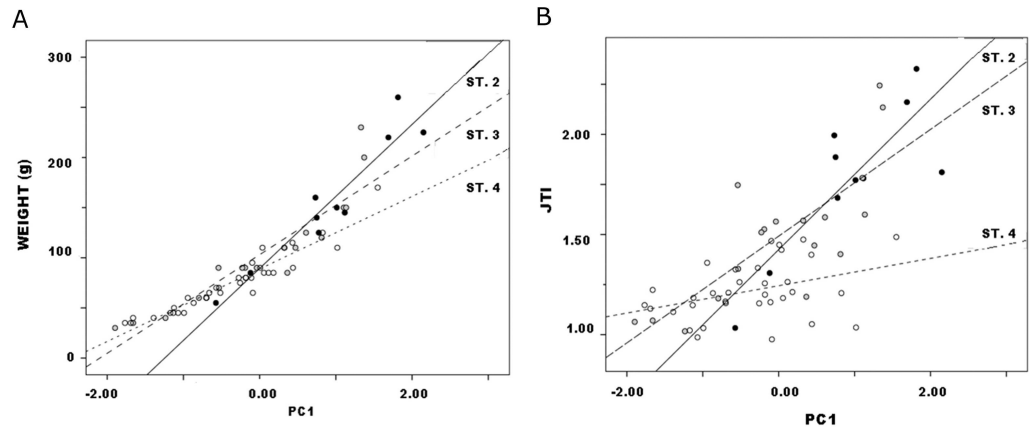 A
WEIGHT (g)
300
200
100
0
-2.00
0.00
2.00
PC1
ST. 2
ST. 3
ST. 4
B
JTI
2.00
1.50
1.00
-2.00
0.00
2.00
PC1
ST. 2
ST. 3
ST. 4